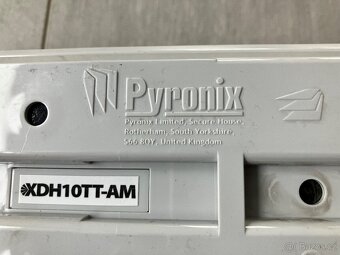 Pyronix
Pyronix Limited, Secure House,
Rotherham, South Yorkshire,
S66 8QY, United Kingdom
XDH10TT-AM